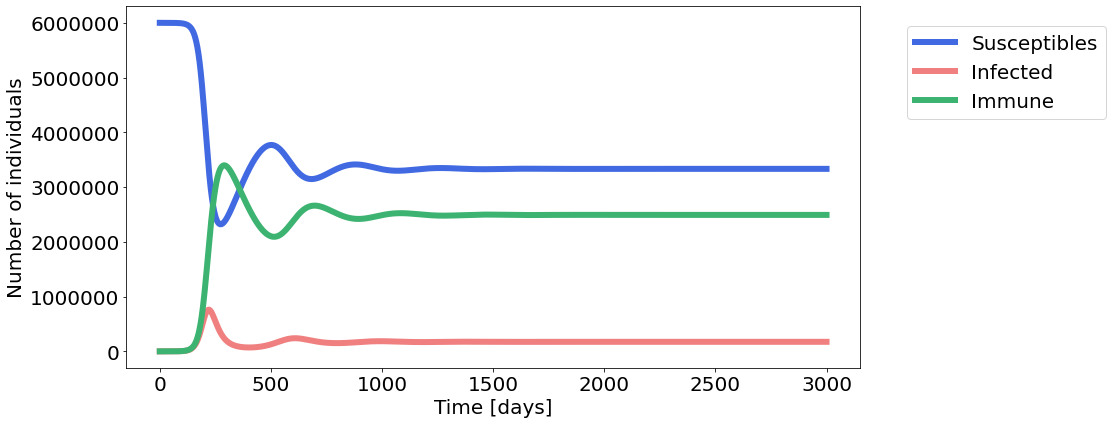 Number of individuals
6000000
5000000
4000000
3000000
2000000
1000000
0
0 500 1000 1500 2000 2500 3000
Time [days]
Susceptibles
Infected
Immune